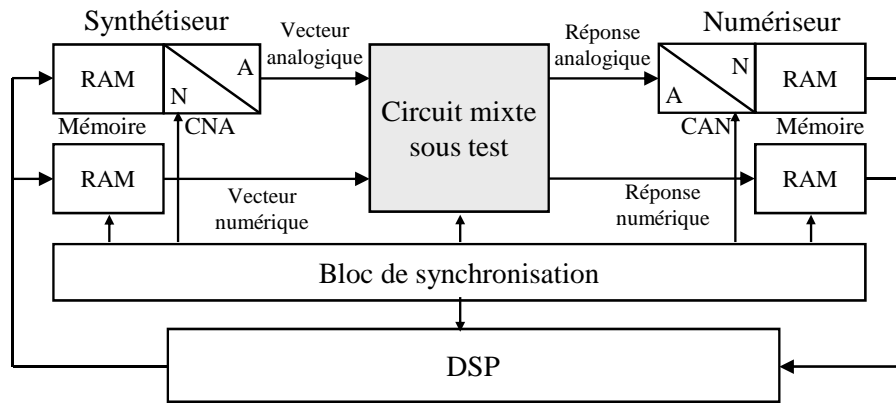 Synthétiseur
Vecteur
analogique
Réponse
analogique
Numériseur
RAM
N
A
Circuit mixte
sous test
A
N
RAM
Mémoire
CNA
CAN
Mémoire
RAM
Vecteur
numérique
Réponse
numérique
RAM
Bloc de synchronisation
DSP